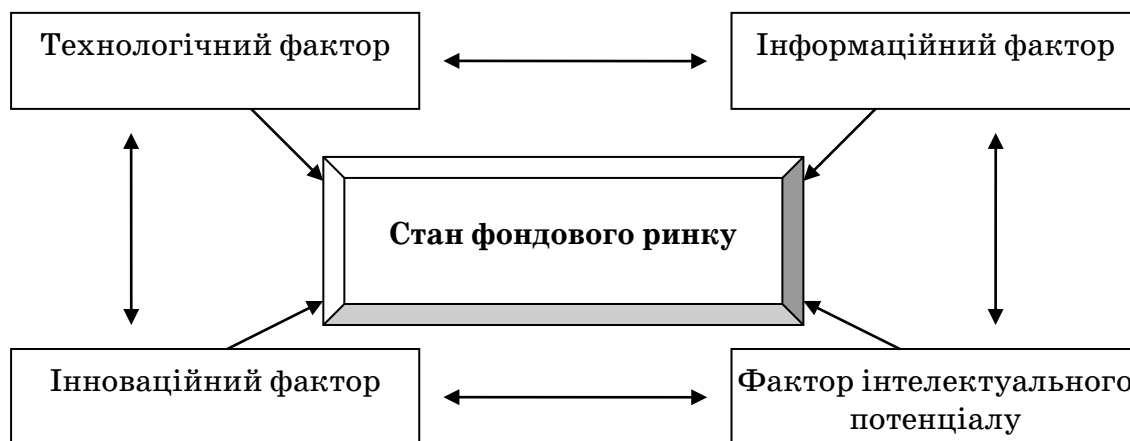 Технологічний фактор
Інформаційний фактор
Стан фондового ринку
Інноваційний фактор
Фактор інтелектуального
потенціалу